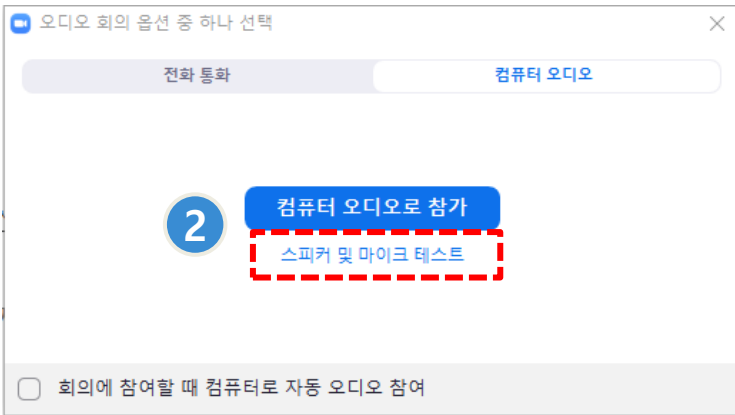 오디오 회의 옵션 중 하나 선택
전화 통화
컴퓨터 오디오
컴퓨터 오디오로 참가
2
스피커 및 마이크 테스트
회의에 참여할 때 컴퓨터로 자동 오디오 참여